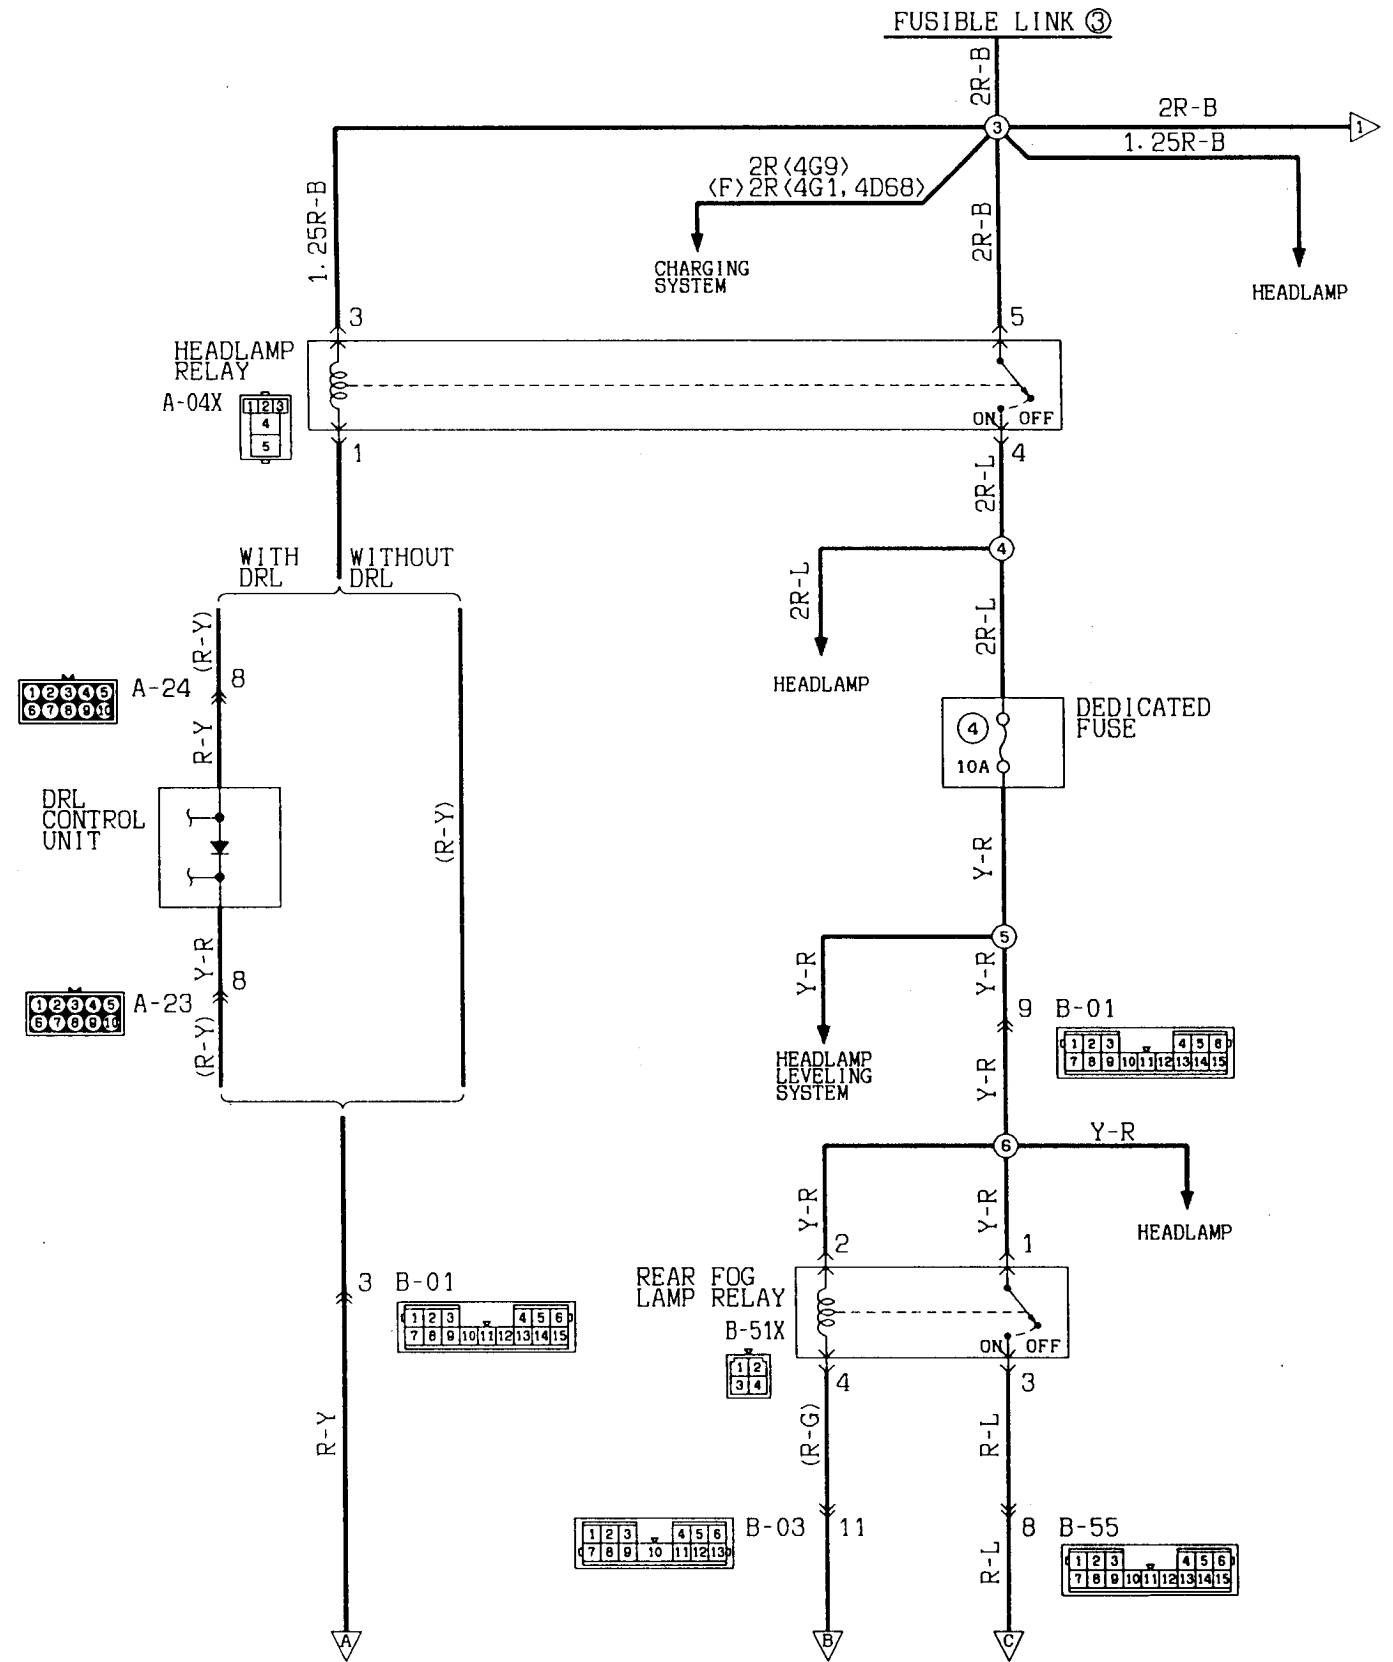 FUSIBLE LINK ③
2R-B
3
2R-B
1
1.25R-B
2R<4G9>
<F>2R<4G1,4D68>
1.25R-B
2R-B
CHARGING
SYSTEM
HEADLAMP
3
5
HEADLAMP
RELAY
A-04X
1 2 3
4
5
ON OFF
1
4
2R-L
4
WITH
DRL
WITHOUT
DRL
2R-L
2R-L
HEADLAMP
(R-Y)
8
A-24
1 2 3 4 5
6 7 8 9 10
R-Y
DEDICATED
FUSE
4
10A
DRL
CONTROL
UNIT
(R-Y)
Y-R
5
Y-R
8
A-23
1 2 3 4 5
6 7 8 9 10
(R-Y)
Y-R
Y-R
9 B-01
1 2 3 4 5 6
7 8 9 10 11 12 13 14 15
HEADLAMP
LEVELING
SYSTEM
Y-R
6
Y-R
Y-R
Y-R
HEADLAMP
2
1
3 B-01
1 2 3 4 5 6
7 8 9 10 11 12 13 14 15
REAR FOG
LAMP RELAY
B-51X
1 2
3 4
ON OFF
4
3
R-Y
(R-G)
R-L
1 2 3 4 5 6
7 8 9 10 11 12 13
B-03 11
8 B-55
1 2 3 4 5 6
7 8 9 10 11 12 13 14 15
R-L
A
B
C